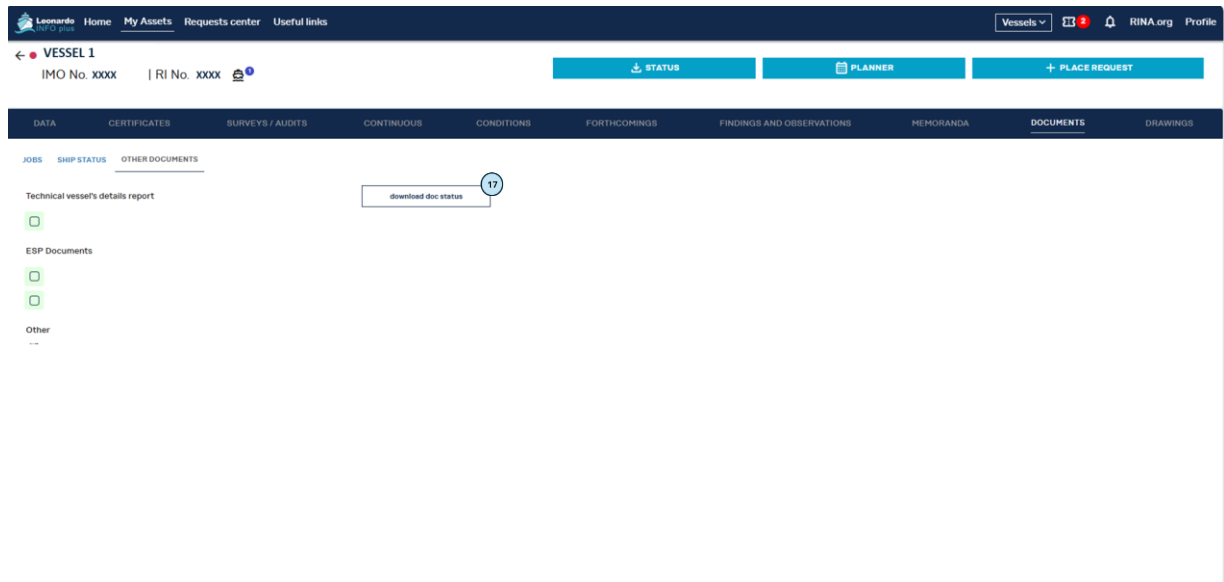 Leonardo INFO plus Home My Assets Requests center Useful links Vessels 2 RINA.org Profile
VESSEL 1
IMO No. xxxx | RI No. xxxx 1
STATUS PLANNER + PLACE REQUEST
DATA CERTIFICATES SURVEYS / AUDITS CONTINUOUS CONDITIONS FORTHCOMINGS FINDINGS AND OBSERVATIONS MEMORANDA DOCUMENTS DRAWINGS
JOBS SHIP STATUS OTHER DOCUMENTS
Technical vessel's details report download doc status 17
ESP Documents
Other